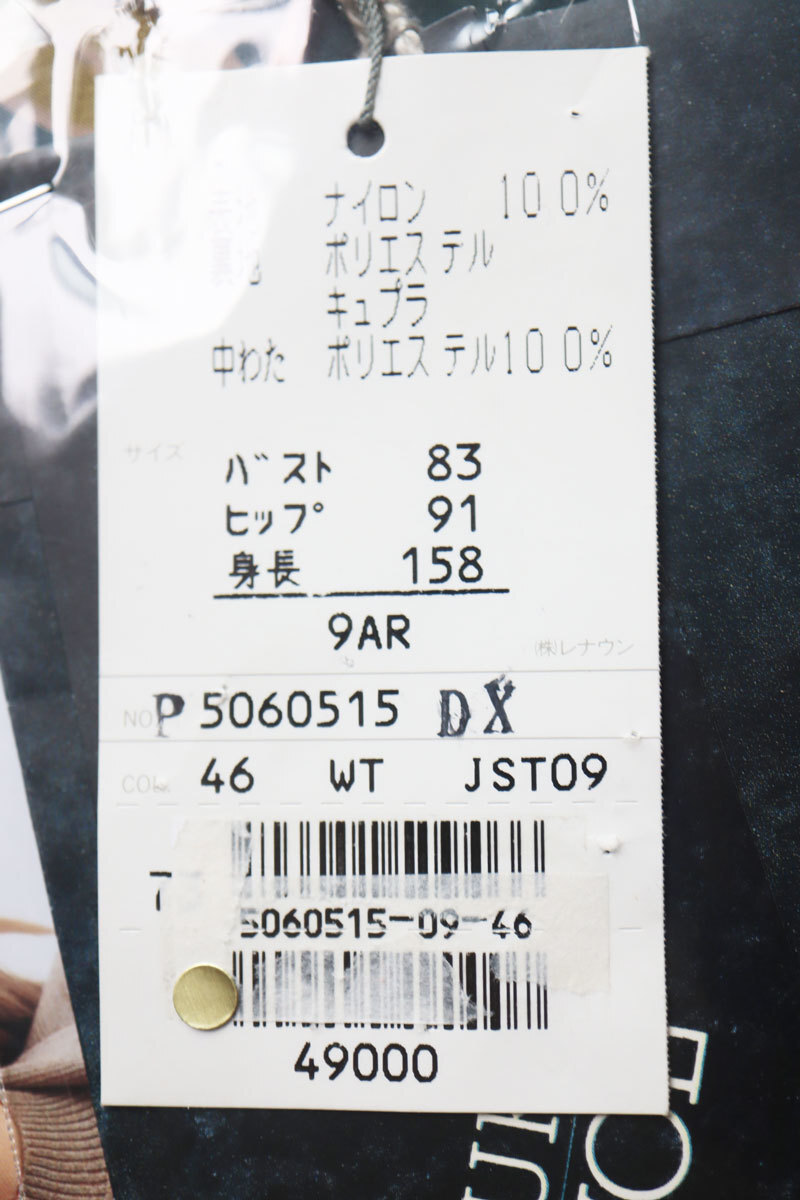 ナイロン 100%
ポリエステル
キュプラ
中わた ポリエステル100%
サイズ
バスト 83
ヒップ 91
身長 158
9AR
(株)レナウン
NO. P 5060515 DX
COL. 46 WT JST09
5060515-09-46
49000